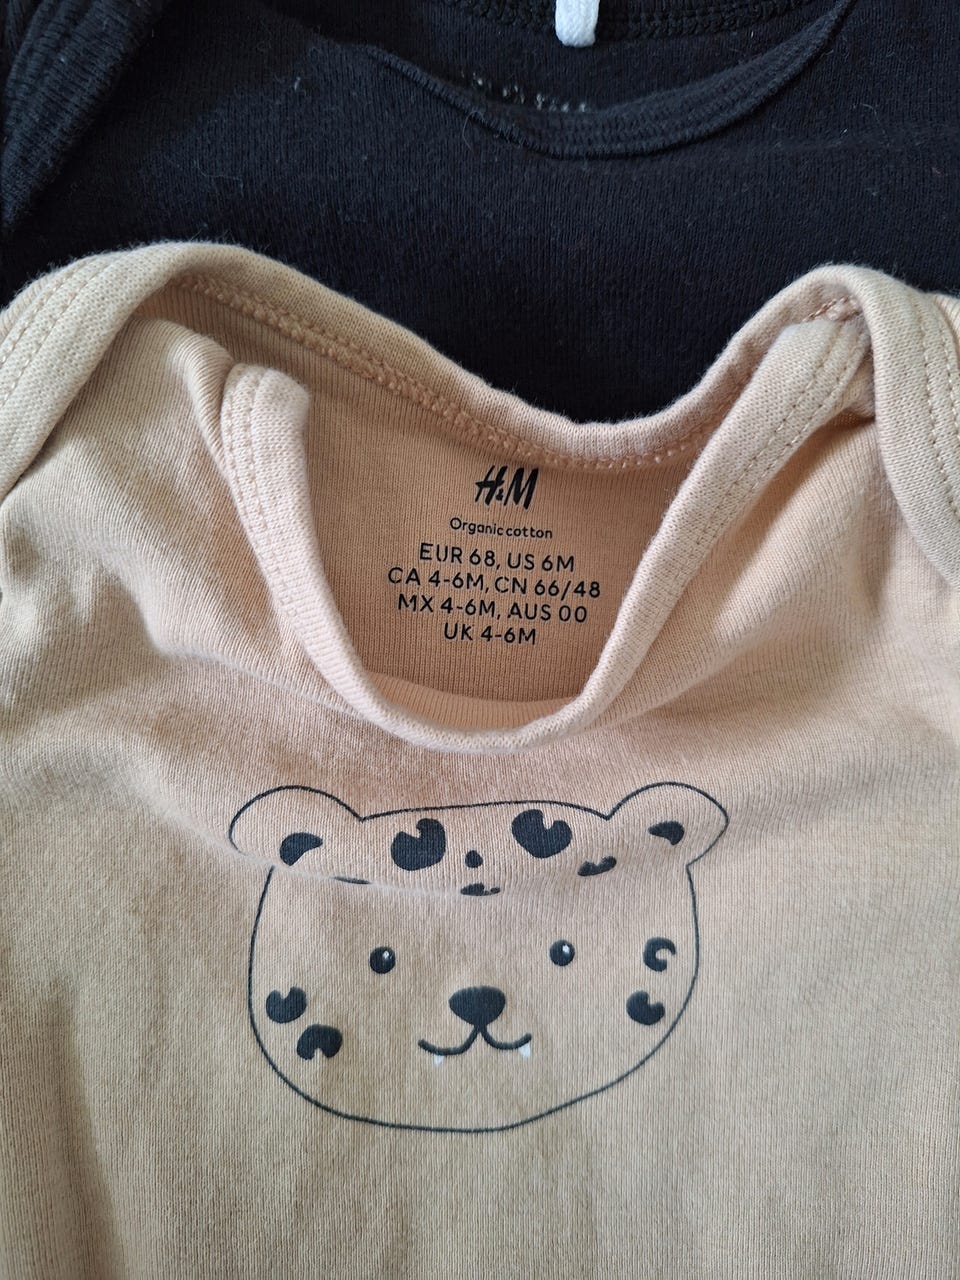 H&M
Organic cotton
EUR 68, US 6M
CA 4-6M, CN 66/48
MX 4-6M, AUS 00
UK 4-6M